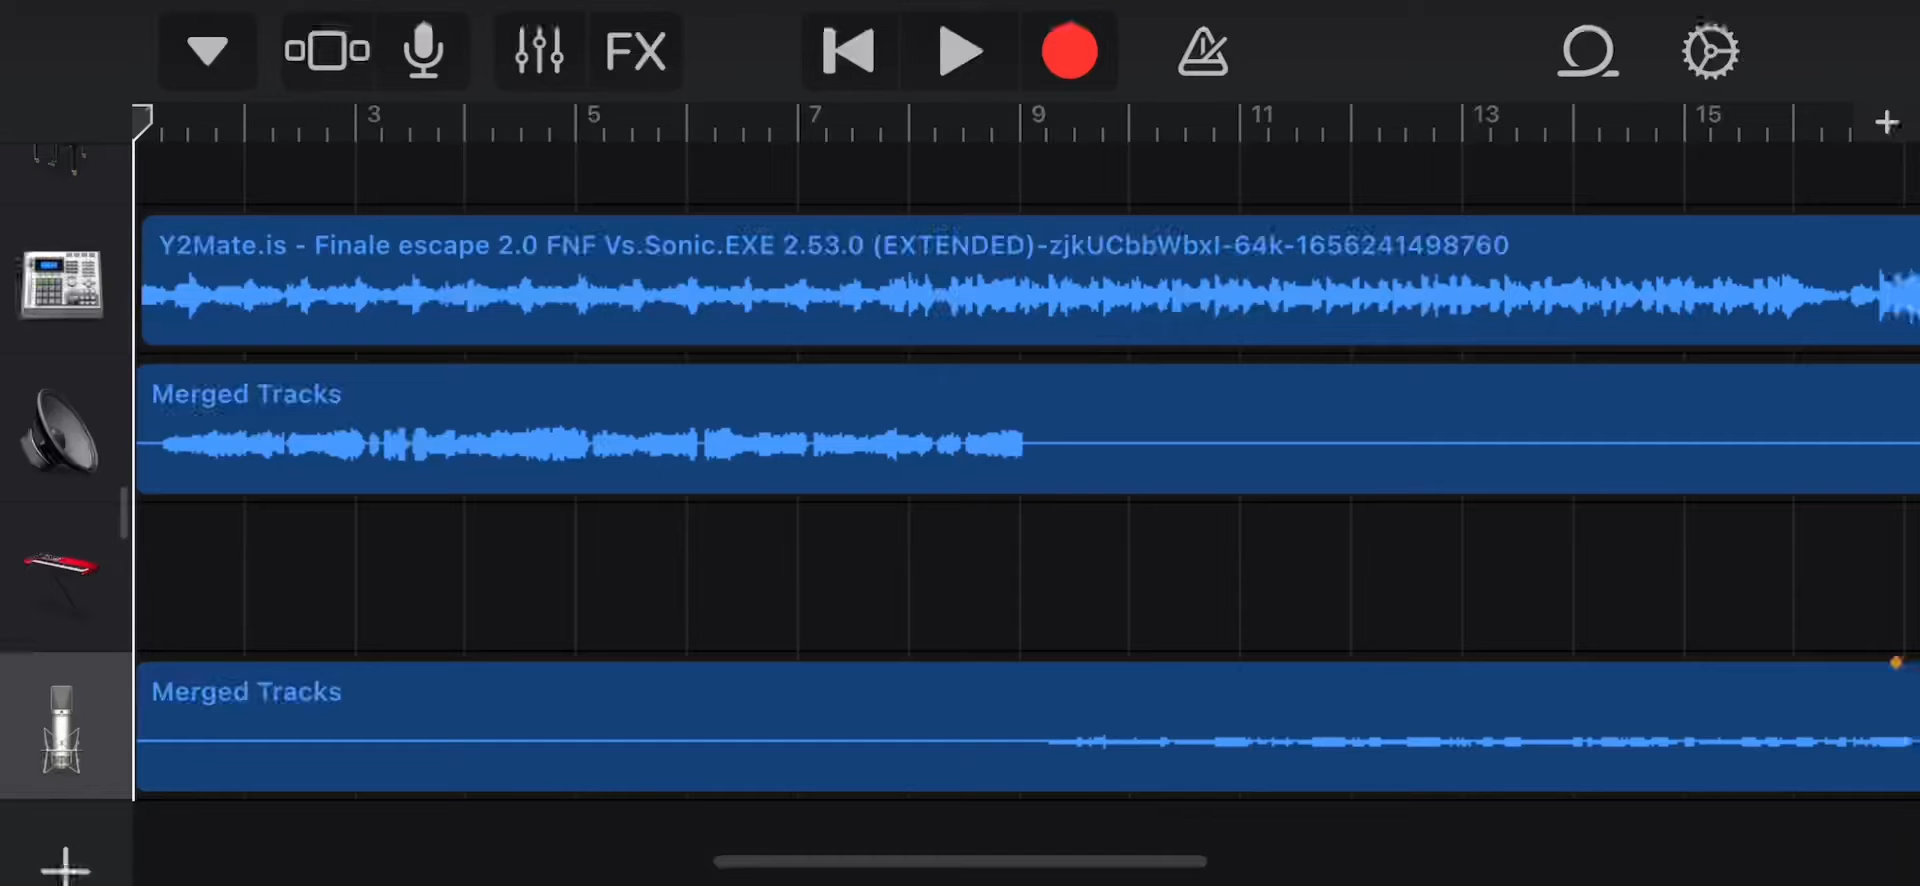 FX
3 5 7 9 11 13 15
Y2Mate.is - Finale escape 2.0 FNF Vs.Sonic.EXE 2.53.0 (EXTENDED)-zjkUCbbWbxI-64k-1656241498760
Merged Tracks
Merged Tracks